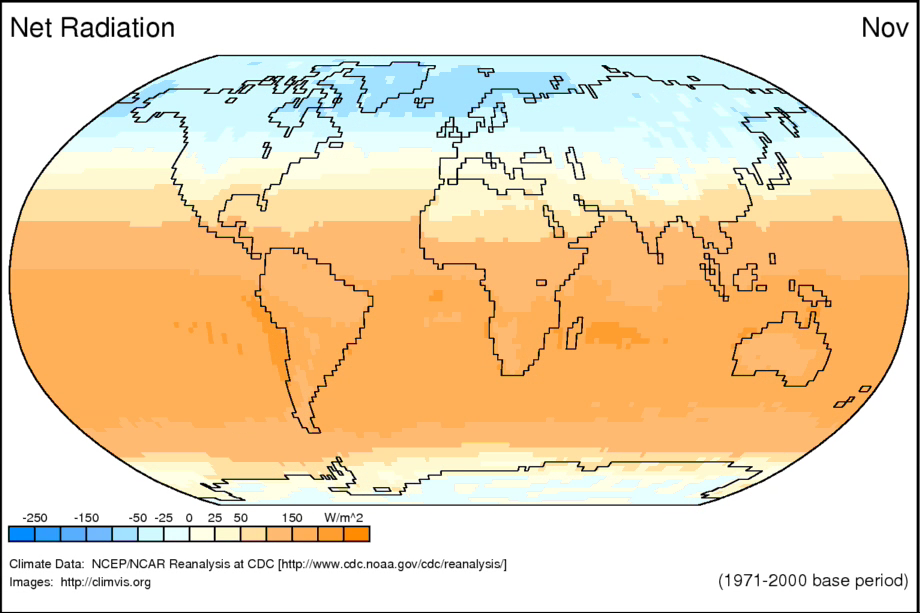 Net Radiation Nov
-250 -150 -50 -25 0 25 50 150 W/m^2
Climate Data: NCEP/NCAR Reanalysis at CDC [http://www.cdc.noaa.gov/cdc/reanalysis/]
Images: http://climvis.org (1971-2000 base period)